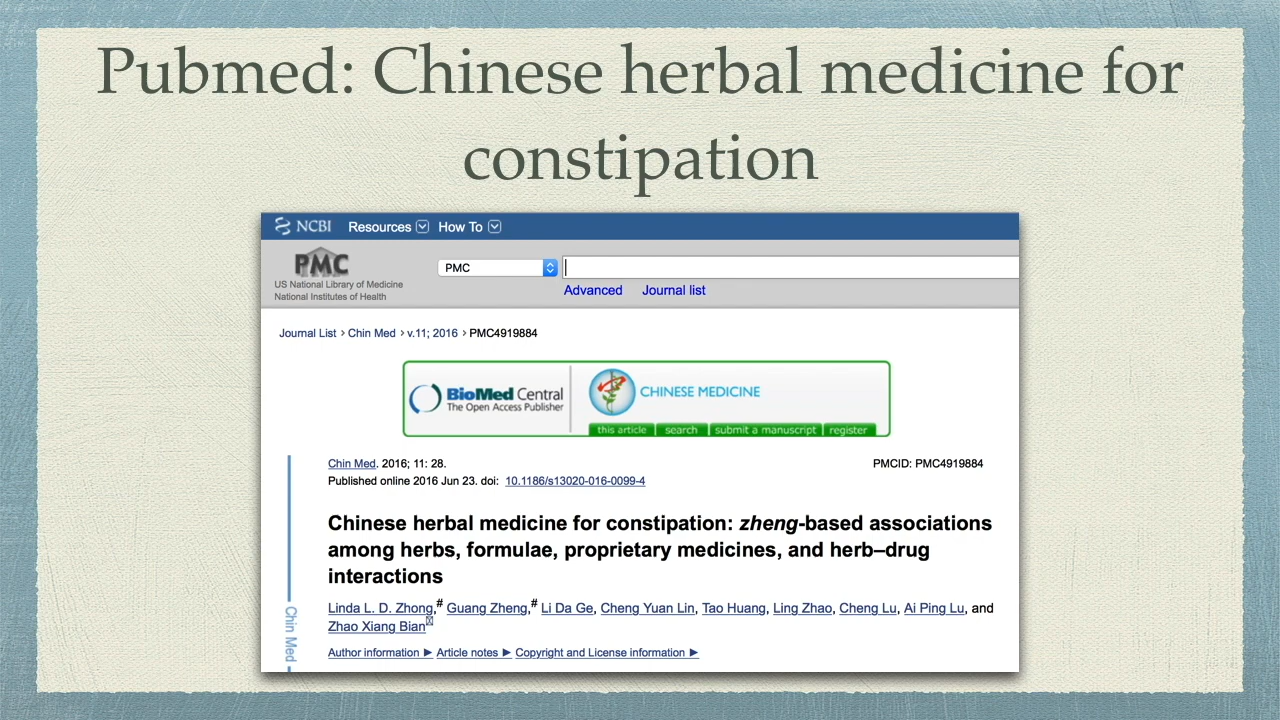 Pubmed: Chinese herbal medicine for
constipation
NCBI Resources How To
PMC
US National Library of Medicine
National Institutes of Health
PMC
Advanced Journal list
Journal List > Chin Med > v.11; 2016 > PMC4919884
BioMed Central
The Open Access Publisher
CHINESE MEDICINE
this article search submit a manuscript register
Chin Med. 2016; 11: 28.
PMCID: PMC4919884
Published online 2016 Jun 23. doi: 10.1186/s13020-016-0099-4
Chinese herbal medicine for constipation: zheng-based associations
among herbs, formulae, proprietary medicines, and herb–drug
interactions
Linda L. D. Zhong,# Guang Zheng,# Li Da Ge, Cheng Yuan Lin, Tao Huang, Ling Zhao, Cheng Lu, Ai Ping Lu, and
Zhao Xiang Bian
Author information ► Article notes ► Copyright and License information ►
Chin Med